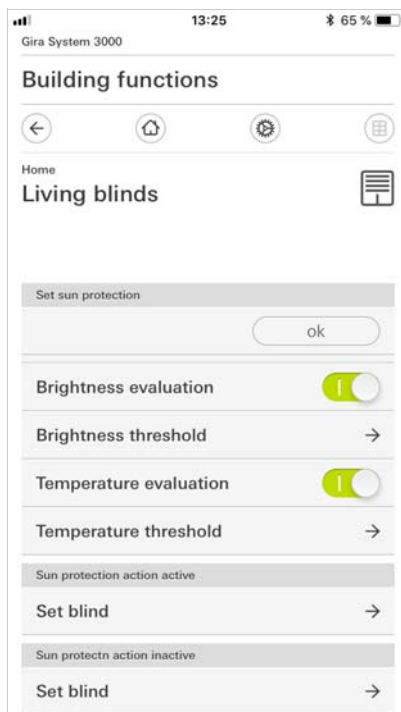 13:25
65 %
Gira System 3000
Building functions
Home
Living blinds
Set sun protection
ok
Brightness evaluation
Brightness threshold
Temperature evaluation
Temperature threshold
Sun protection action active
Set blind
Sun protectn action inactive
Set blind